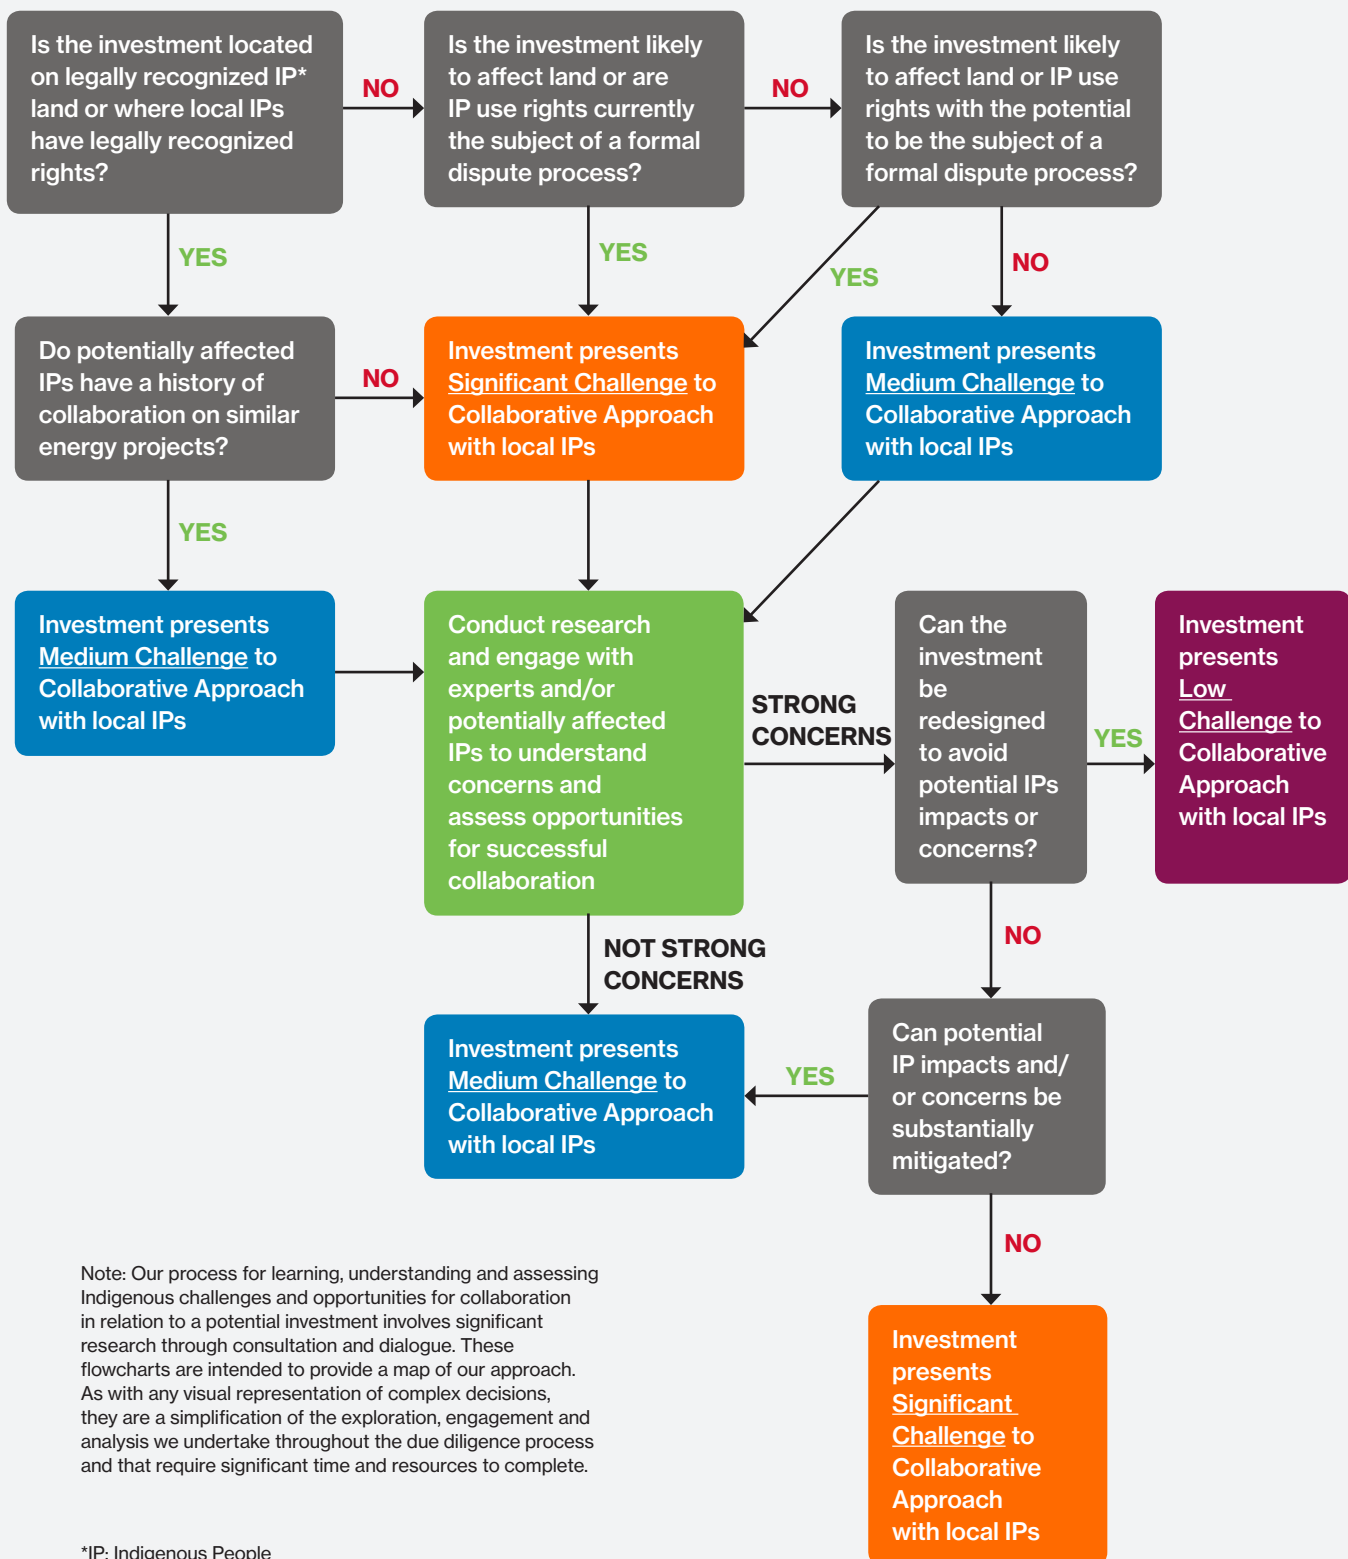 Is the investment located
on legally recognized IP*
land or where local IPs
have legally recognized
rights?
NO
Is the investment likely
to affect land or are
IP use rights currently
the subject of a formal
dispute process?
NO
Is the investment likely
to affect land or IP use
rights with the potential
to be the subject of a
formal dispute process?
YES
YES
YES
NO
Do potentially affected
IPs have a history of
collaboration on similar
energy projects?
NO
Investment presents
Significant Challenge to
Collaborative Approach
with local IPs
Investment presents
Medium Challenge to
Collaborative Approach
with local IPs
YES
Investment presents
Medium Challenge to
Collaborative Approach
with local IPs
Conduct research
and engage with
experts and/or
potentially affected
IPs to understand
concerns and
assess opportunities
for successful
collaboration
STRONG
CONCERNS
Can the
investment
be
redesigned
to avoid
potential IPs
impacts or
concerns?
YES
Investment
presents
Low
Challenge to
Collaborative
Approach
with local IPs
NOT STRONG
CONCERNS
NO
Investment presents
Medium Challenge to
Collaborative Approach
with local IPs
YES
Can potential
IP impacts and/
or concerns be
substantially
mitigated?
NO
Investment
presents
Significant
Challenge to
Collaborative
Approach
with local IPs
Note: Our process for learning, understanding and assessing
Indigenous challenges and opportunities for collaboration
in relation to a potential investment involves significant
research through consultation and dialogue. These
flowcharts are intended to provide a map of our approach.
As with any visual representation of complex decisions,
they are a simplification of the exploration, engagement and
analysis we undertake throughout the due diligence process
and that require significant time and resources to complete.
*IP: Indigenous People